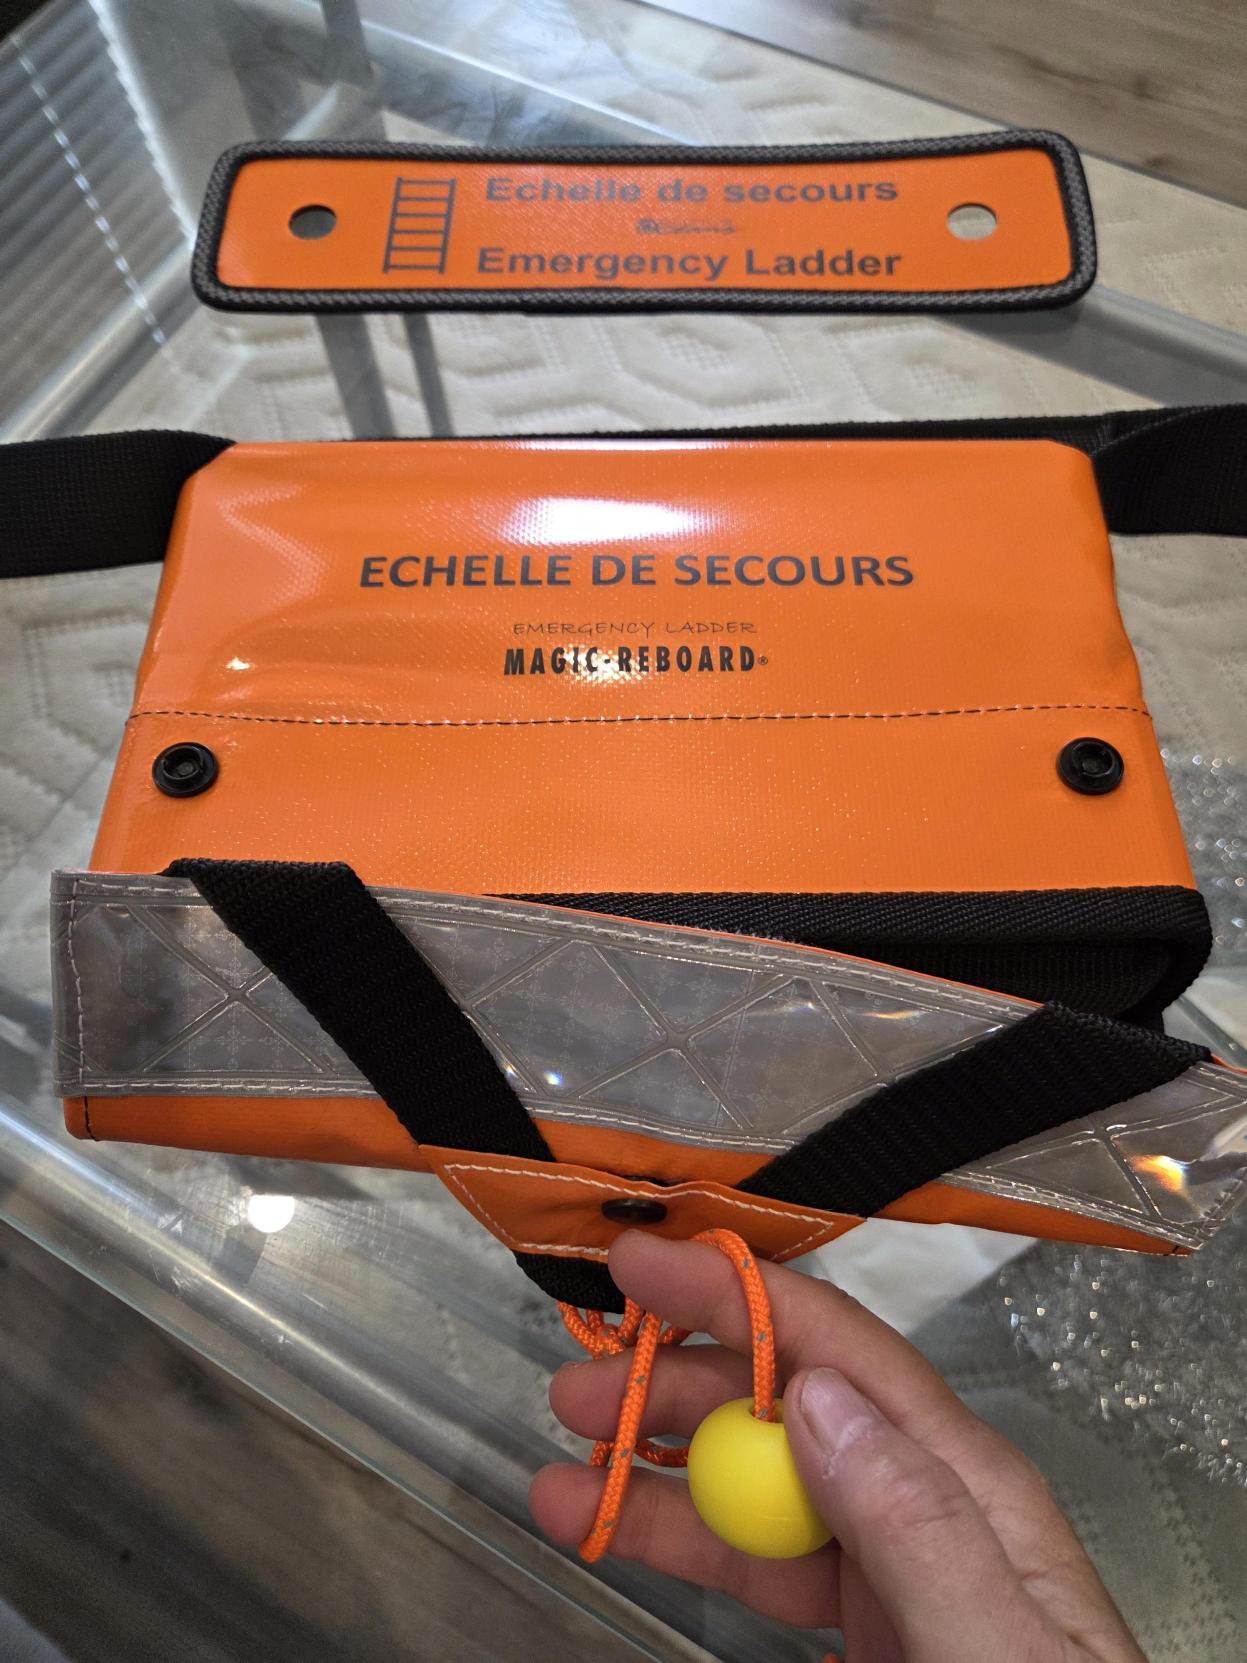 Echelle de secours
Emergency Ladder
ECHELLE DE SECOURS
EMERGENCY LADDER
MAGIC-REBOARD®